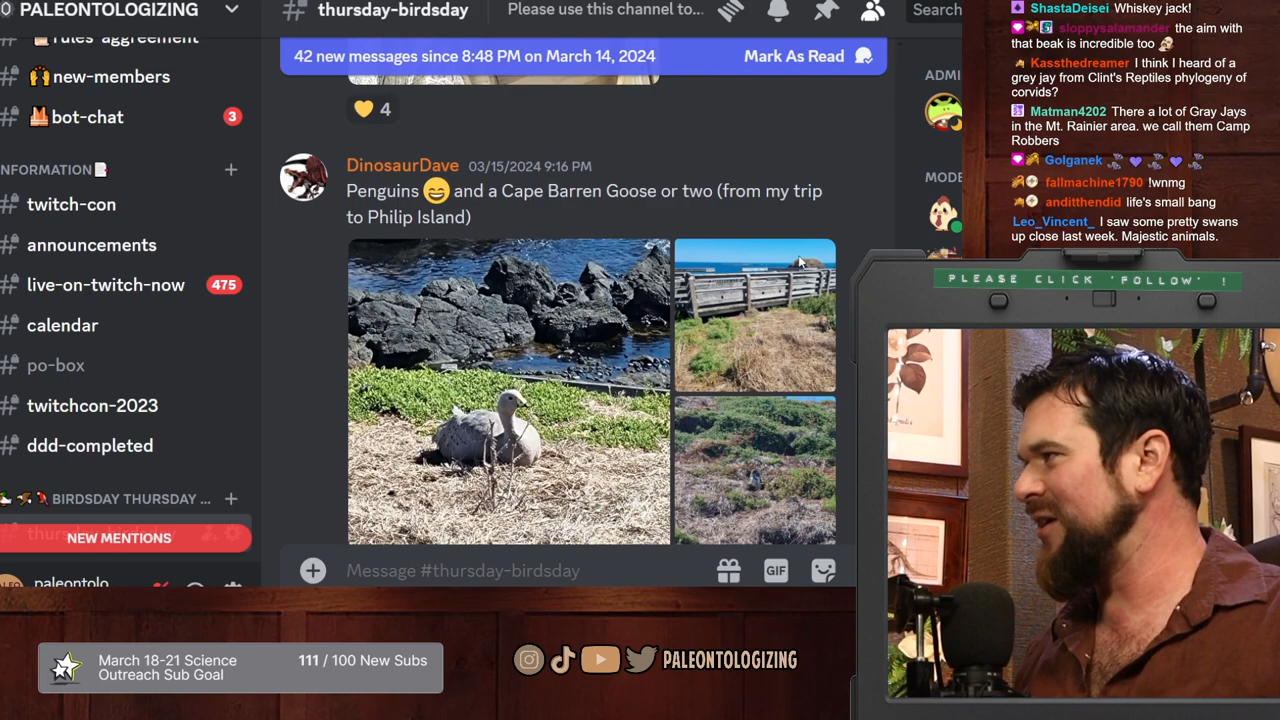 PALEONTOLOGIZING
rules-agreement
new-members
bot-chat
3
NFORMATION
twitch-con
announcements
live-on-twitch-now
475
calendar
po-box
twitchcon-2023
ddd-completed
BIRDSDAY THURSDAY ...
thursday-birdsday
NEW MENTIONS
paleontolo
thursday-birdsday
Please use this channel to...
Search
42 new messages since 8:48 PM on March 14, 2024
Mark As Read
4
DinosaurDave 03/15/2024 9:16 PM
Penguins 😄 and a Cape Barren Goose or two (from my trip
to Philip Island)
Message #thursday-birdsday
GIF
ADMI
MODE
ShastaDeisei Whiskey jack!
sloppysalamander the aim with
that beak is incredible too
Kassthedreamer I think I heard of a
grey jay from Clint's Reptiles phylogeny of
corvids?
Matman4202 There a lot of Gray Jays
in the Mt. Rainier area. we call them Camp
Robbers
Golganek
fallmachine1790 !wnmg
anditthendid life's small bang
Leo_Vincent_ I saw some pretty swans
up close last week. Majestic animals.
PLEASE CLICK 'FOLLOW' !
March 18-21 Science
Outreach Sub Goal
111 / 100 New Subs
PALEONTOLOGIZING